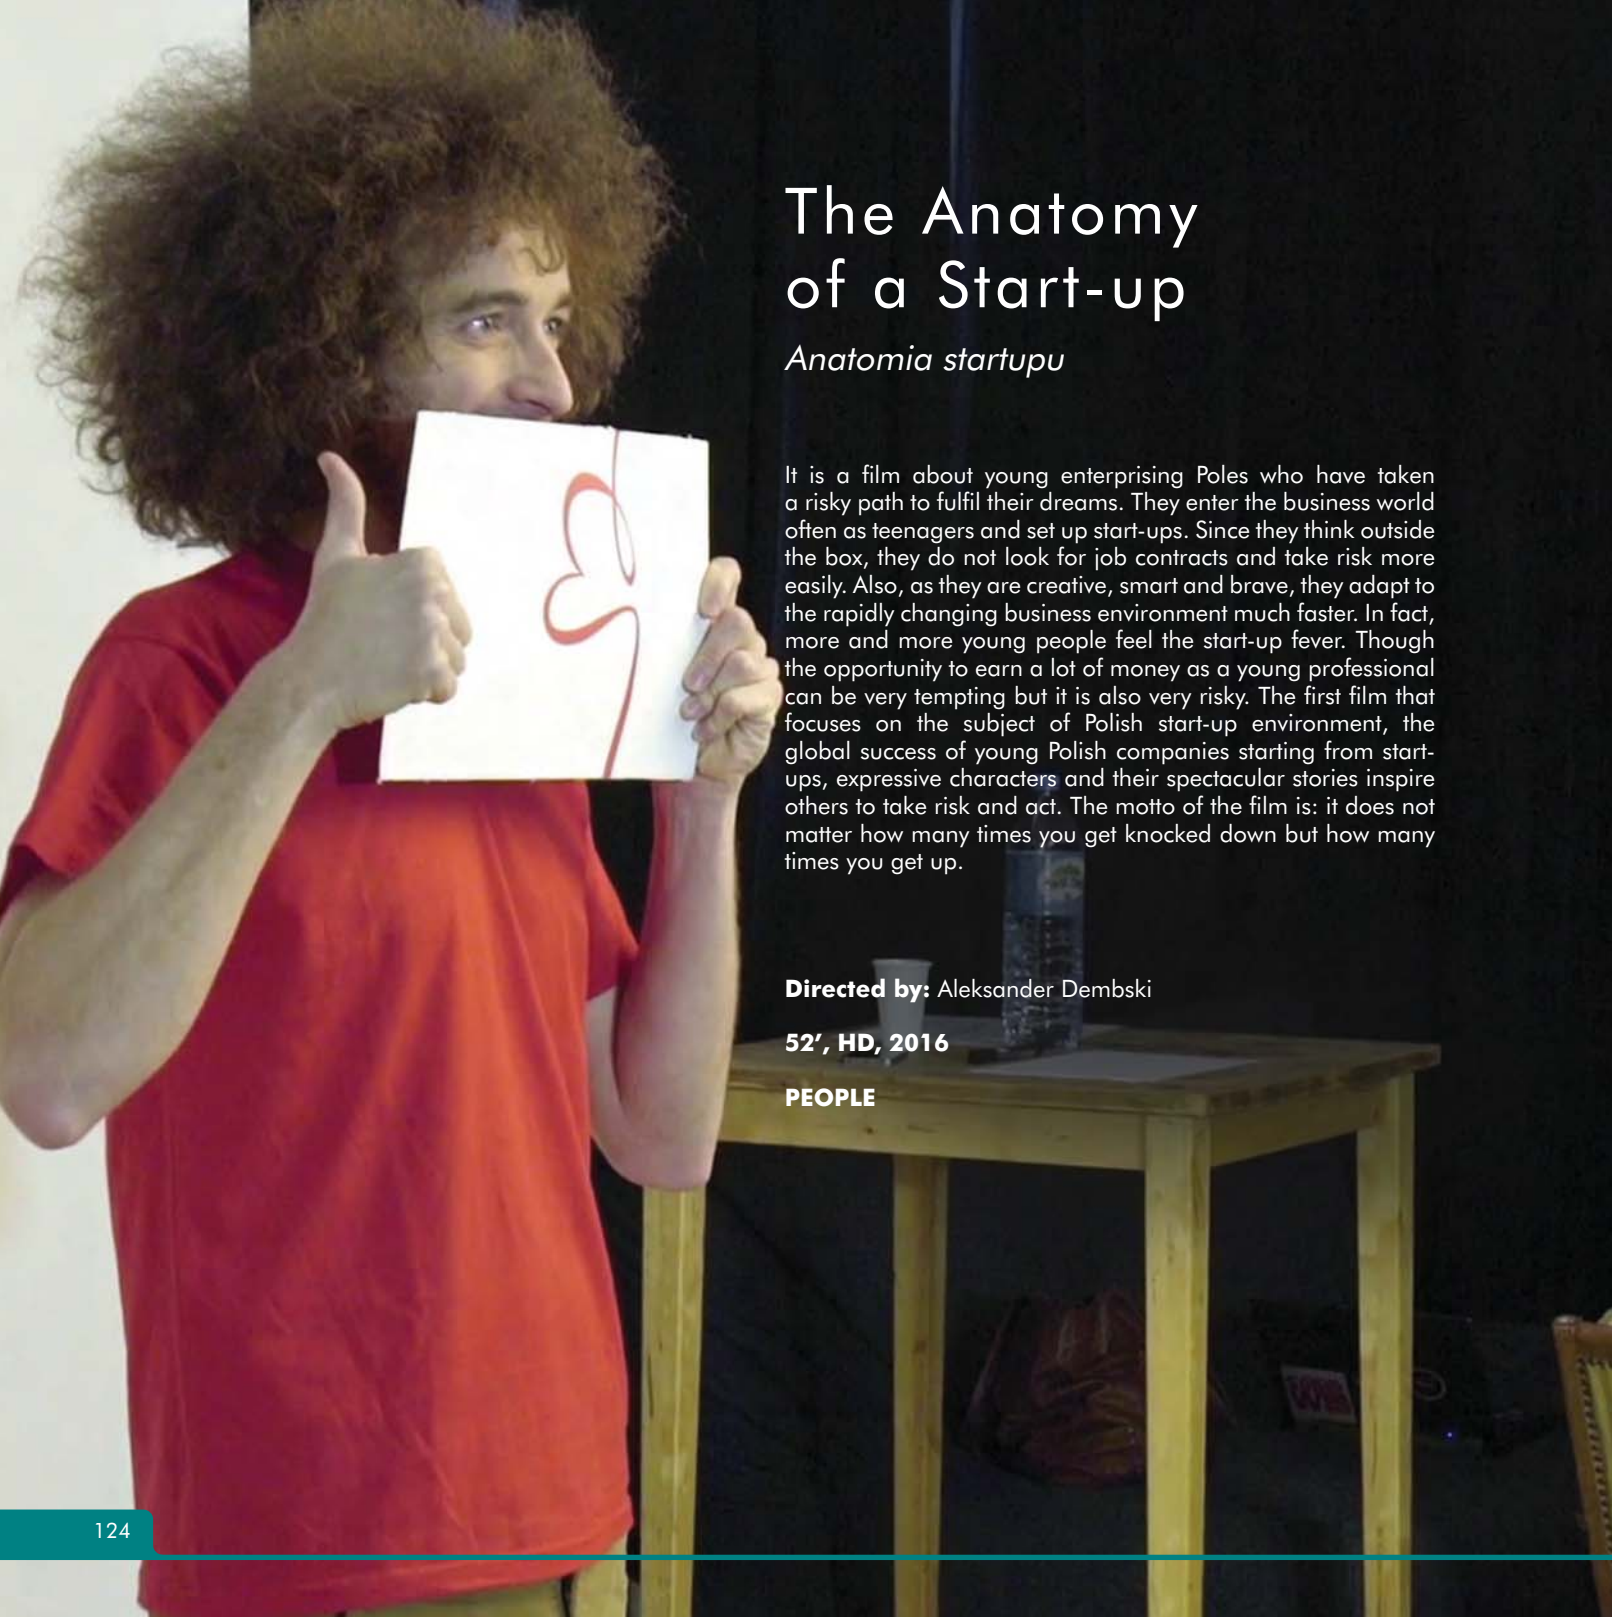 The Anatomy
of a Start-up
Anatomia startupu
It is a film about young enterprising Poles who have taken
a risky path to fulfil their dreams. They enter the business world
often as teenagers and set up start-ups. Since they think outside
the box, they do not look for job contracts and take risk more
easily. Also, as they are creative, smart and brave, they adapt to
the rapidly changing business environment much faster. In fact,
more and more young people feel the start-up fever. Though
the opportunity to earn a lot of money as a young professional
can be very tempting but it is also very risky. The first film that
focuses on the subject of Polish start-up environment, the
global success of young Polish companies starting from start-
ups, expressive characters and their spectacular stories inspire
others to take risk and act. The motto of the film is: it does not
matter how many times you get knocked down but how many
times you get up.
Directed by: Aleksander Dembski
52’, HD, 2016
PEOPLE
124